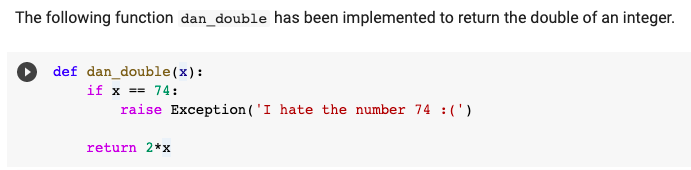 The following function dan_double has been implemented to return the double of an integer.
def dan_double(x):
    if x == 74:
        raise Exception('I hate the number 74 :(')
    return 2*x